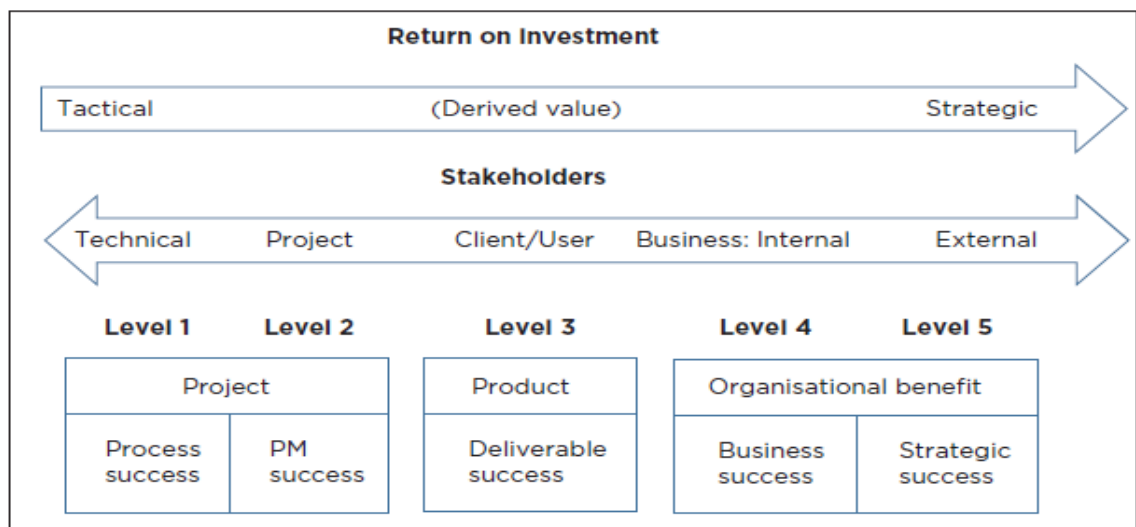 Return on Investment
Tactical (Derived value) Strategic
Stakeholders
Technical Project Client/User Business: Internal External
Level 1 Level 2 Level 3 Level 4 Level 5
Project Product Organisational benefit
Process PM Deliverable Business Strategic
success success success success success